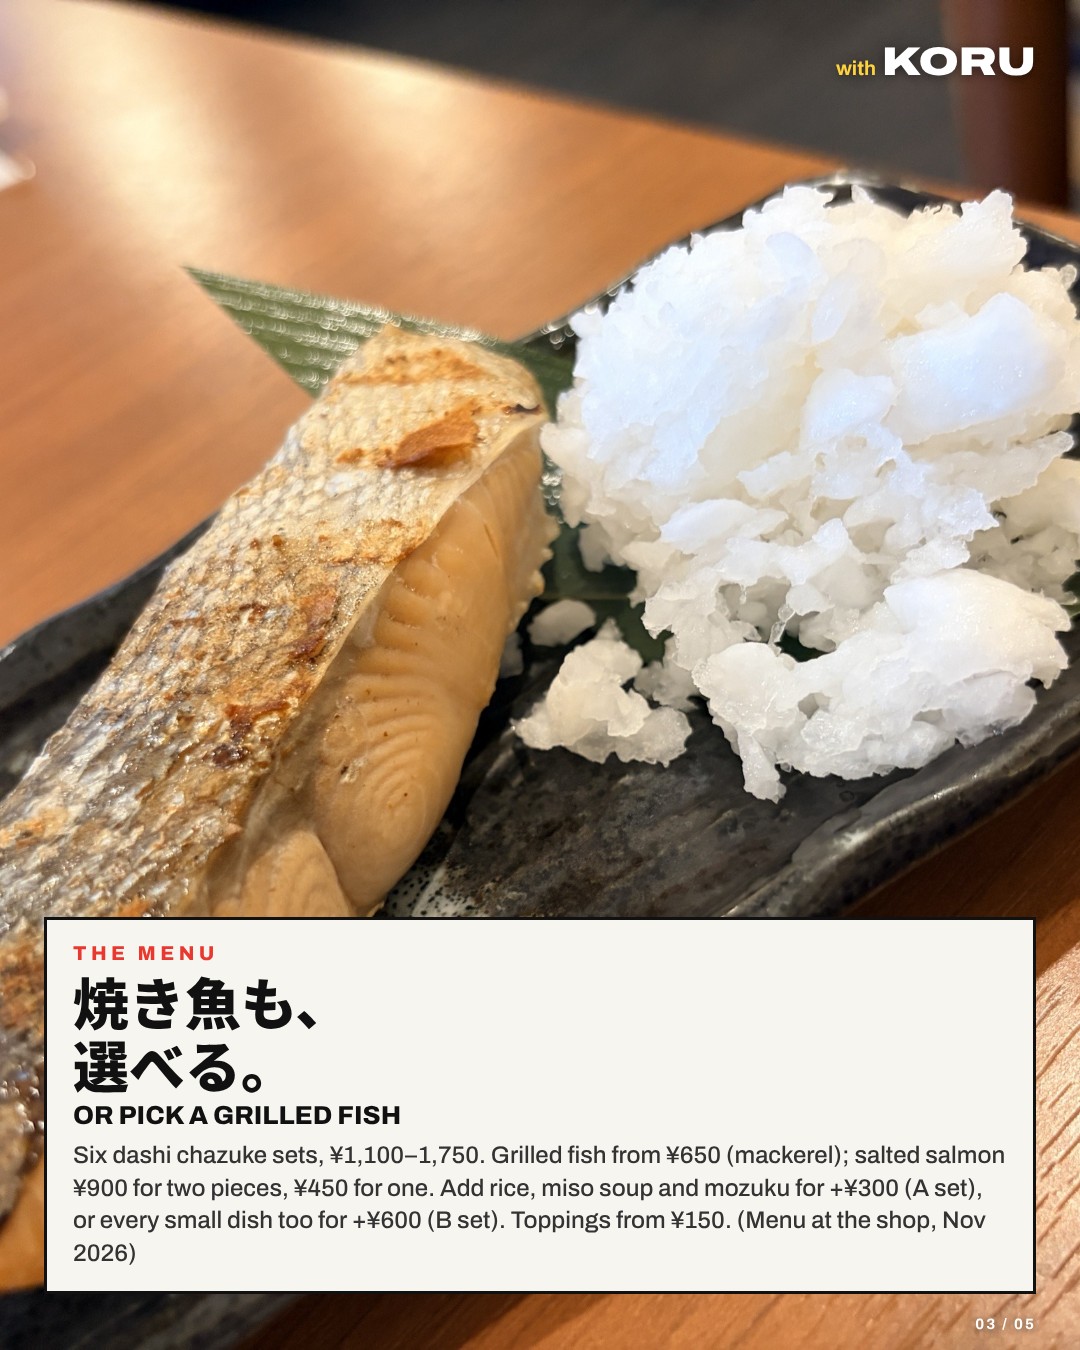 with KORU
THE MENU
焼き魚も、
選べる。
OR PICK A GRILLED FISH
Six dashi chazuke sets, ¥1,100–1,750. Grilled fish from ¥650 (mackerel); salted salmon
¥900 for two pieces, ¥450 for one. Add rice, miso soup and mozuku for +¥300 (A set),
or every small dish too for +¥600 (B set). Toppings from ¥150. (Menu at the shop, Nov
2026)
03 / 05